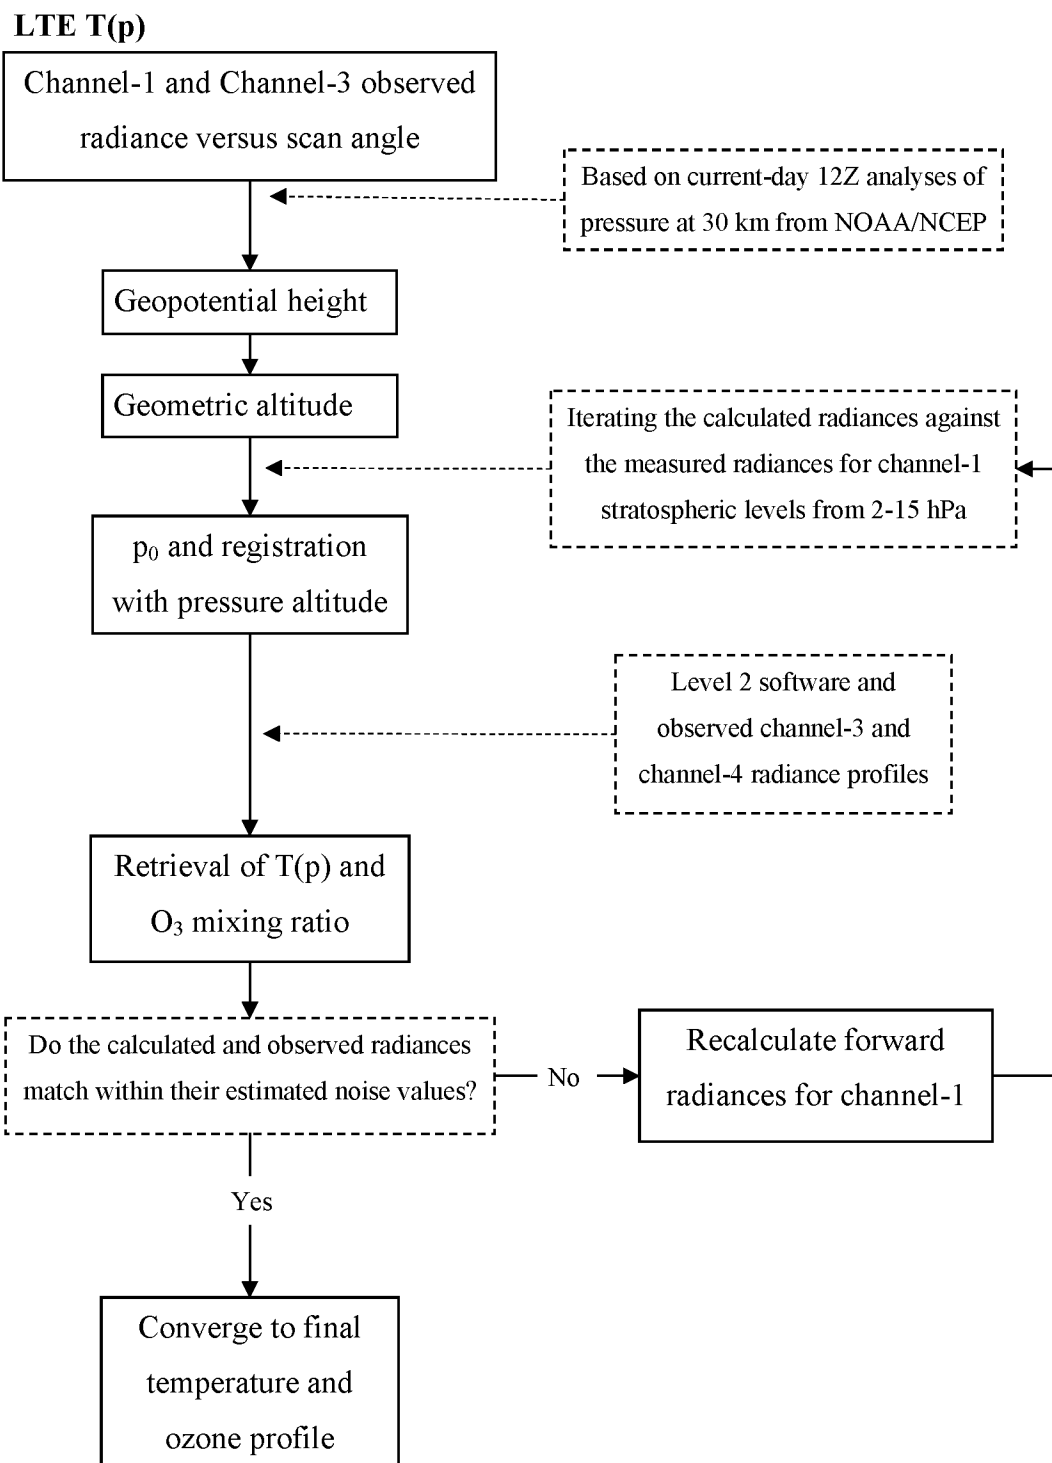 LTE T(p)
Channel-1 and Channel-3 observed
radiance versus scan angle
Based on current-day 12Z analyses of
pressure at 30 km from NOAA/NCEP
Geopotential height
Geometric altitude
Iterating the calculated radiances against
the measured radiances for channel-1
stratospheric levels from 2-15 hPa
p₀ and registration
with pressure altitude
Level 2 software and
observed channel-3 and
channel-4 radiance profiles
Retrieval of T(p) and
O₃ mixing ratio
Do the calculated and observed radiances
match within their estimated noise values?
No
Recalculate forward
radiances for channel-1
Yes
Converge to final
temperature and
ozone profile